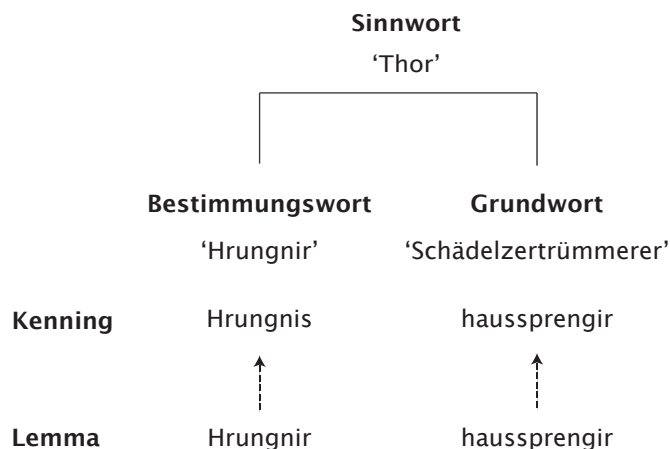 Sinnwort
‘Thor’
Bestimmungswort Grundwort
‘Hrungnir’ ‘Schädelzertrümmerer’
Kenning Hrungnis haussprengir
Lemma Hrungnir haussprengir